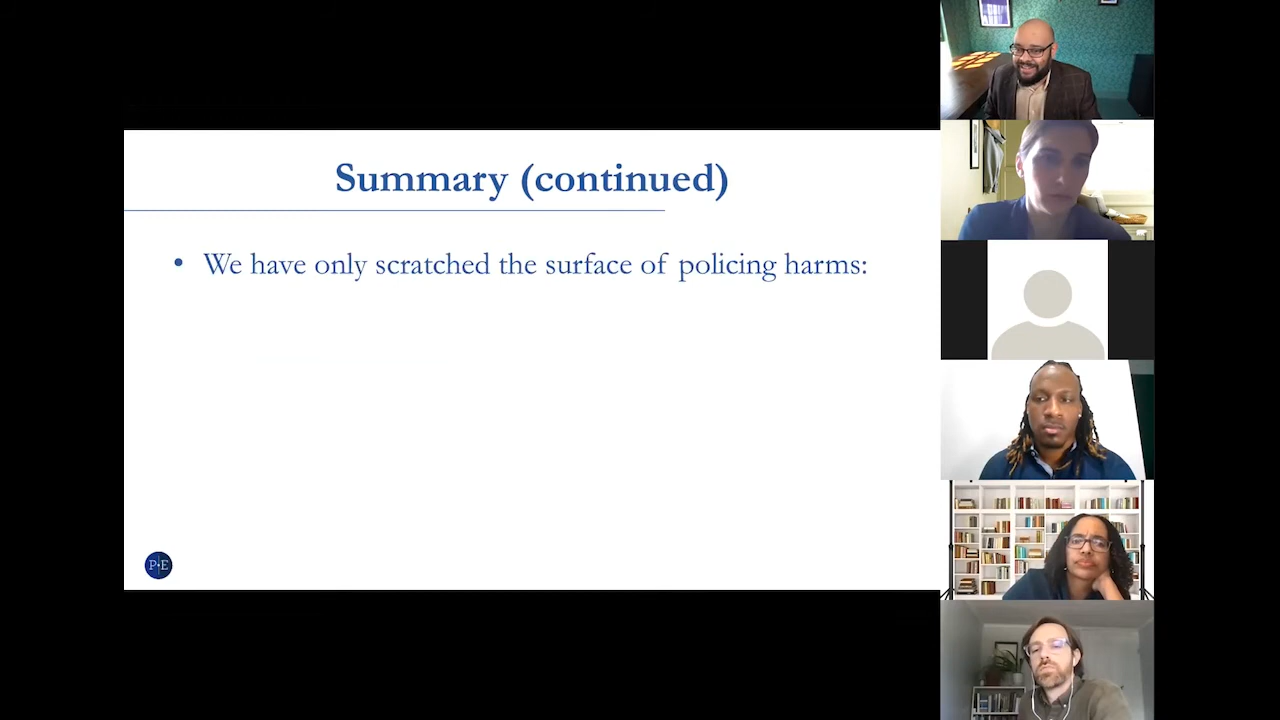 Summary (continued)
• We have only scratched the surface of policing harms:
P+E